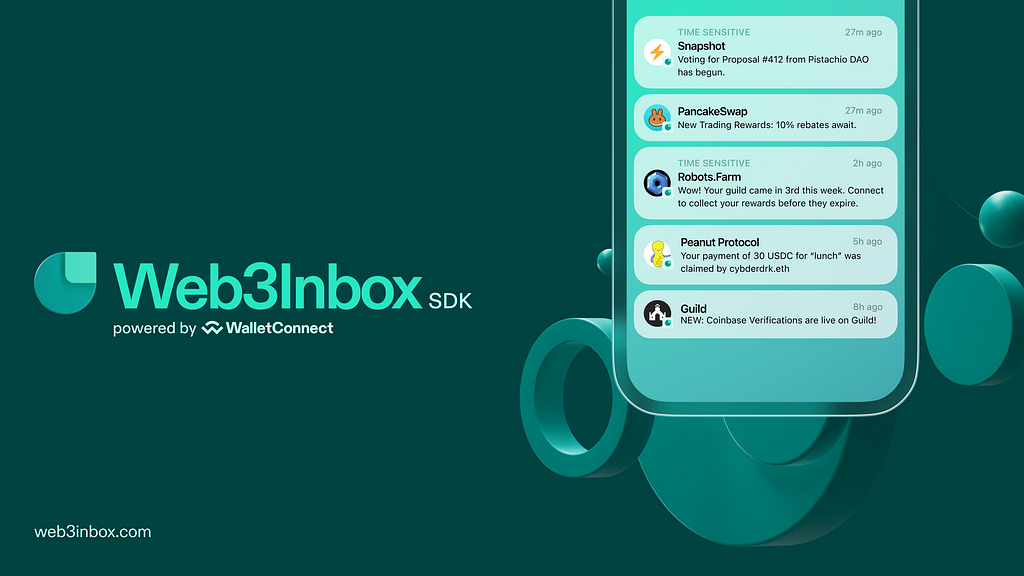 TIME SENSITIVE 27m ago
Snapshot
Voting for Proposal #412 from Pistachio DAO
has begun.
PancakeSwap 27m ago
New Trading Rewards: 10% rebates await.
TIME SENSITIVE 2h ago
Robots.Farm
Wow! Your guild came in 3rd this week. Connect
to collect your rewards before they expire.
Peanut Protocol 5h ago
Your payment of 30 USDC for “lunch” was
claimed by cybderdrk.eth
Guild 8h ago
NEW: Coinbase Verifications are live on Guild!
Web3Inbox SDK
powered by WalletConnect
web3inbox.com